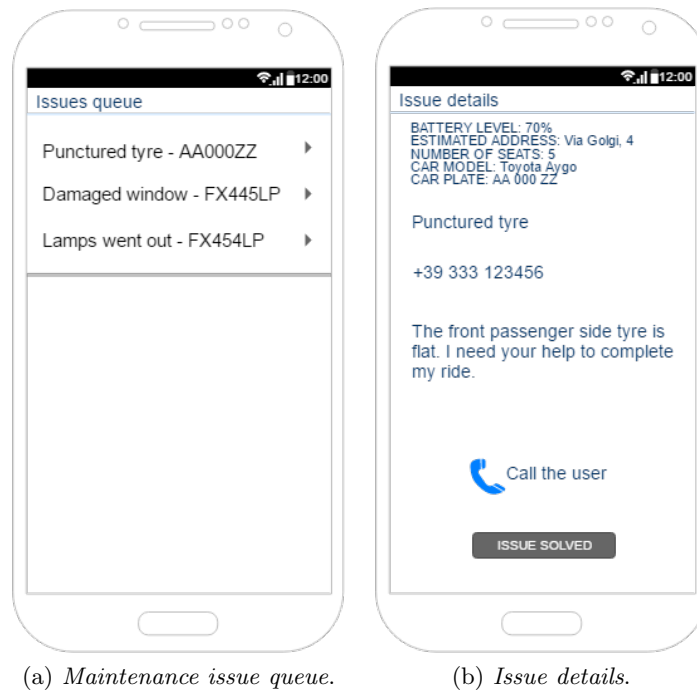 12:00
Issues queue
Punctured tyre - AA000ZZ
Damaged window - FX445LP
Lamps went out - FX454LP
(a) Maintenance issue queue.
12:00
Issue details
BATTERY LEVEL: 70%
ESTIMATED ADDRESS: Via Golgi, 4
NUMBER OF SEATS: 5
CAR MODEL: Toyota Aygo
CAR PLATE: AA 000 ZZ
Punctured tyre
+39 333 123456
The front passenger side tyre is
flat. I need your help to complete
my ride.
Call the user
ISSUE SOLVED
(b) Issue details.